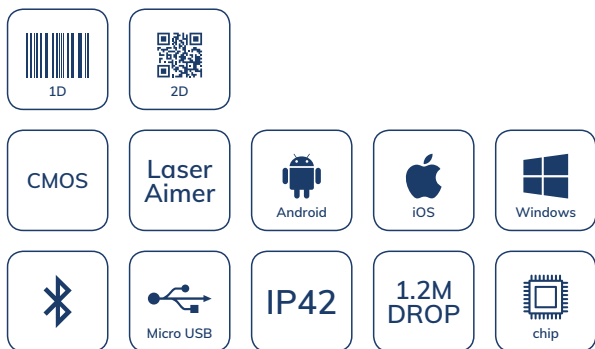 1D
2D
CMOS
Laser
Aimer
Android
iOS
Windows
Micro USB
IP42
1.2M
DROP
chip